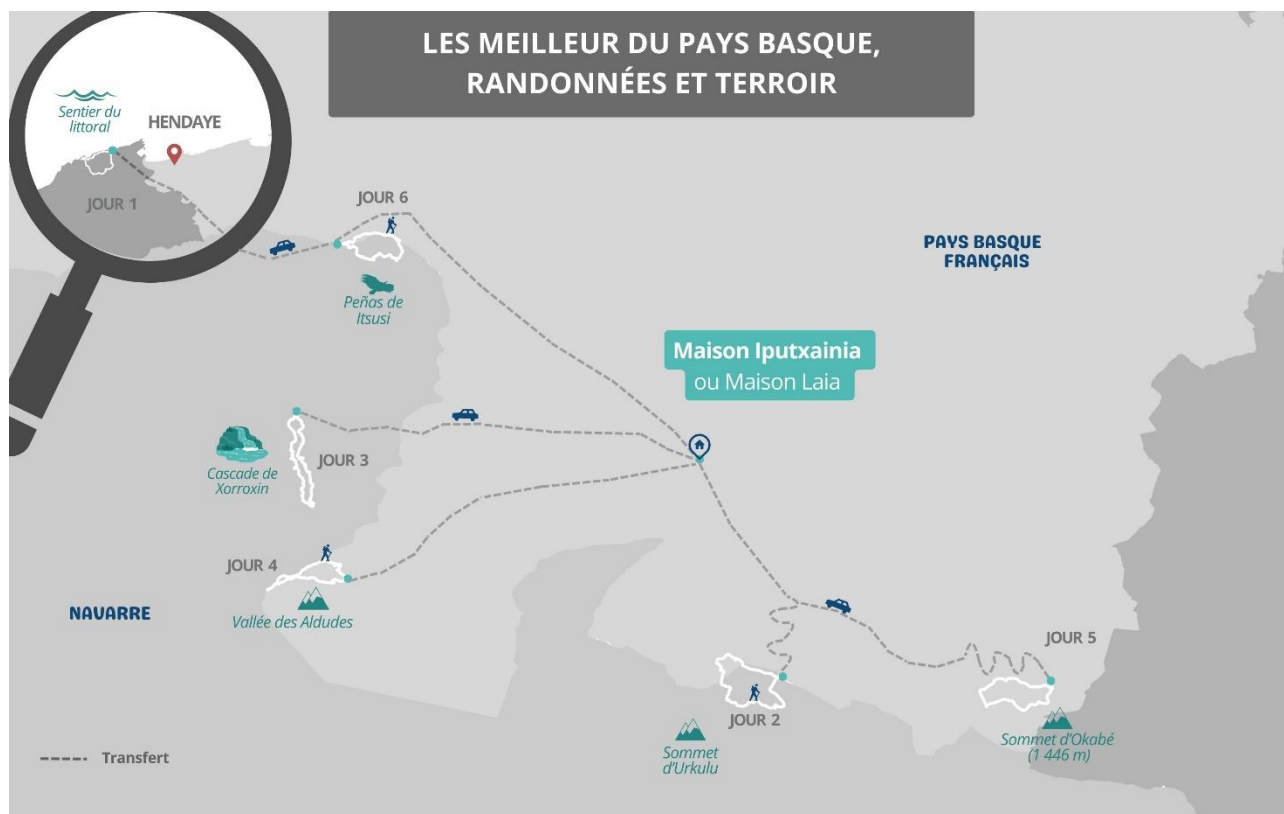 LES MEILLEUR DU PAYS BASQUE,
RANDONNÉES ET TERROIR
Sentier du
littoral
HENDAYE
JOUR 1
JOUR 6
PAYS BASQUE
FRANÇAIS
Peñas de
Itsusi
Maison Iputxainia
ou Maison Laia
Cascade de
Xorroxin
JOUR 3
JOUR 4
NAVARRE
Vallée des Aldudes
JOUR 5
JOUR 2
Sommet
d'Urkulu
Sommet d'Okabé
(1 446 m)
Transfert